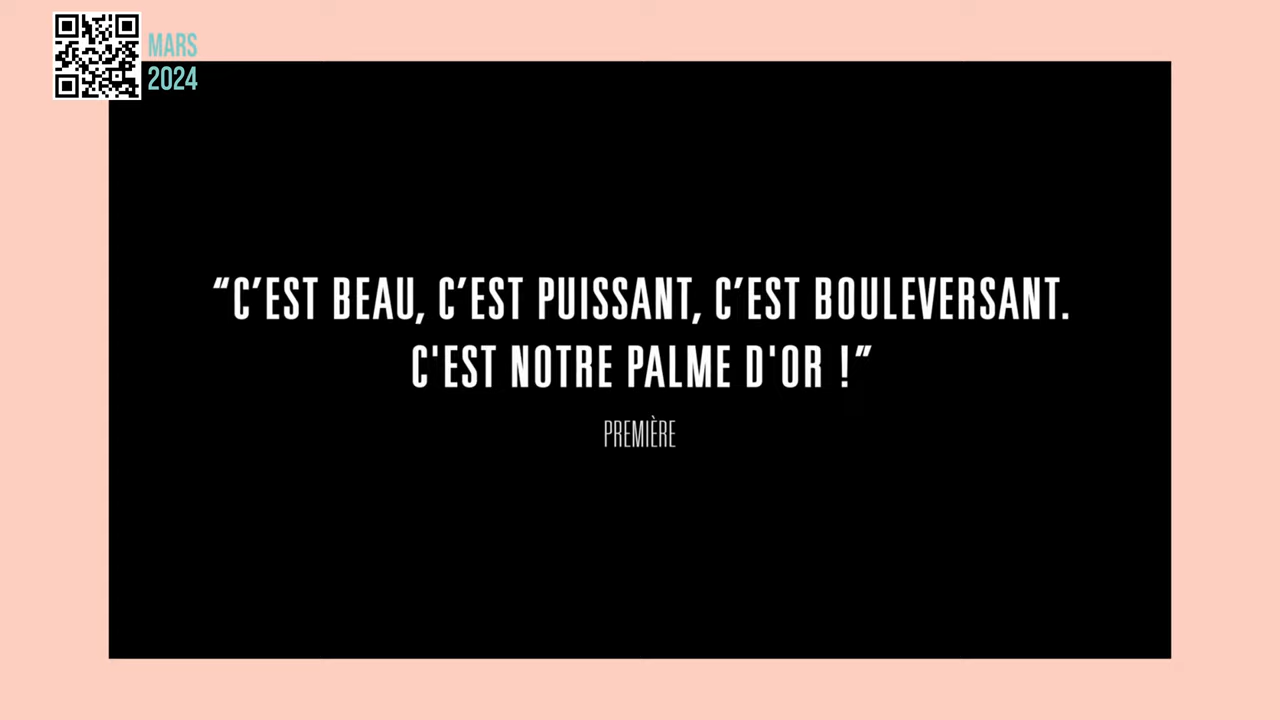 MARS
2024
“C’EST BEAU, C’EST PUISSANT, C’EST BOULEVERSANT.
C'EST NOTRE PALME D'OR !”
PREMIÈRE